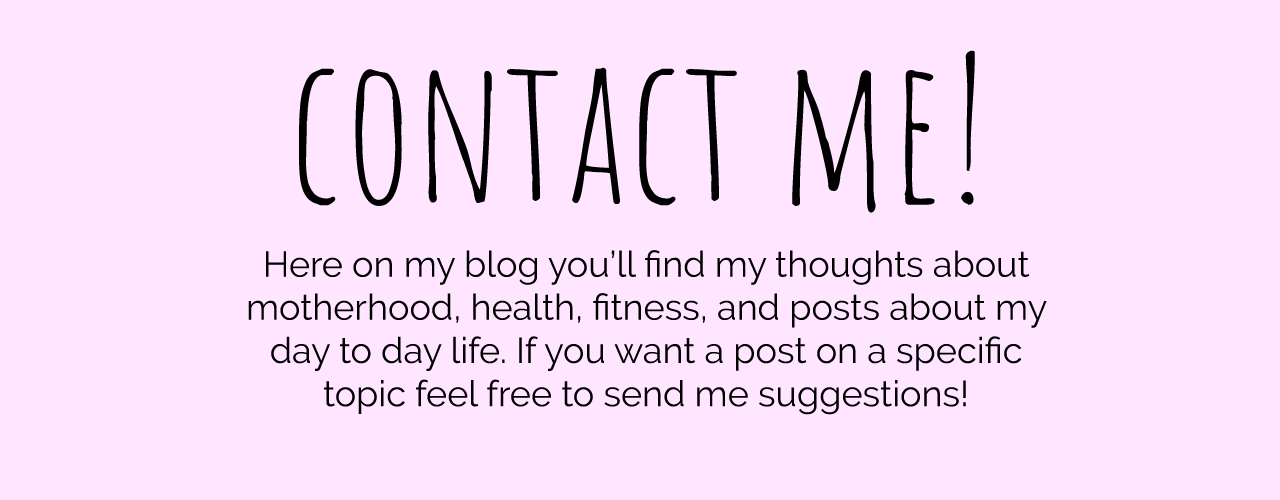 CONTACT ME!
Here on my blog you’ll find my thoughts about
motherhood, health, fitness, and posts about my
day to day life. If you want a post on a specific
topic feel free to send me suggestions!